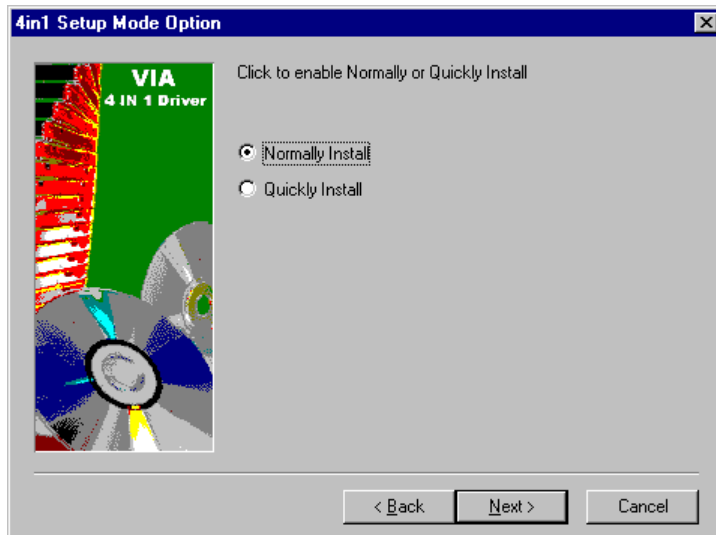 4in1 Setup Mode Option
VIA
4 IN 1 Driver
Click to enable Normally or Quickly Install
Normally Install
Quickly Install
< Back
Next >
Cancel